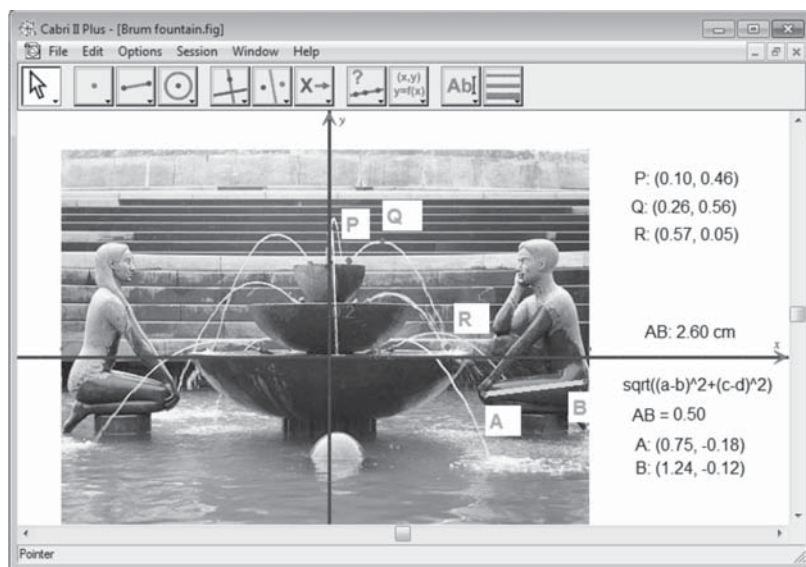 Cabri II Plus - [Brum fountain.fig]
File Edit Options Session Window Help
X→ ? (x,y) y=f(x) Ab
y
P: (0.10, 0.46)
P Q
Q: (0.26, 0.56)
R: (0.57, 0.05)
R
AB: 2.60 cm
x
sqrt((a-b)^2+(c-d)^2)
A B
AB = 0.50
A: (0.75, -0.18)
B: (1.24, -0.12)
Pointer